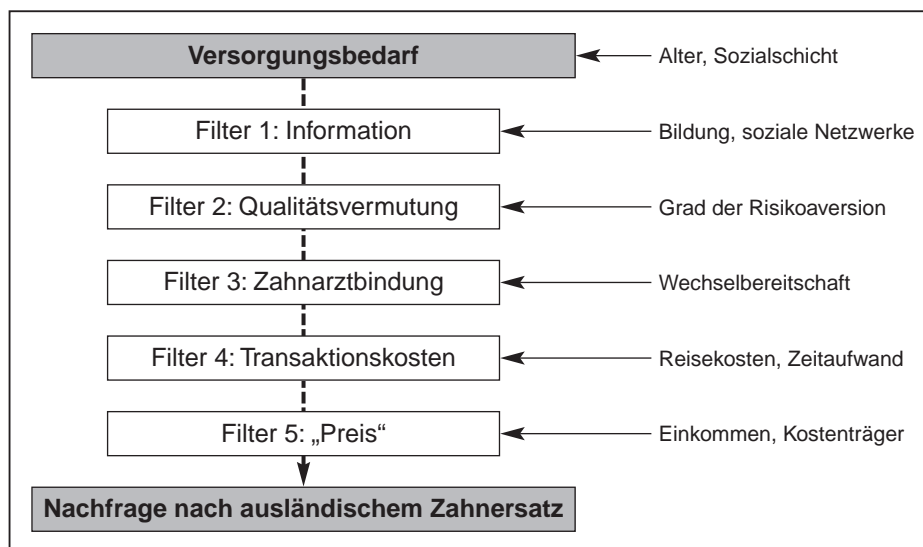 Versorgungsbedarf
Alter, Sozialschicht
Filter 1: Information
Bildung, soziale Netzwerke
Filter 2: Qualitätsvermutung
Grad der Risikoaversion
Filter 3: Zahnarztbindung
Wechselbereitschaft
Filter 4: Transaktionskosten
Reisekosten, Zeitaufwand
Filter 5: „Preis“
Einkommen, Kostenträger
Nachfrage nach ausländischem Zahnersatz